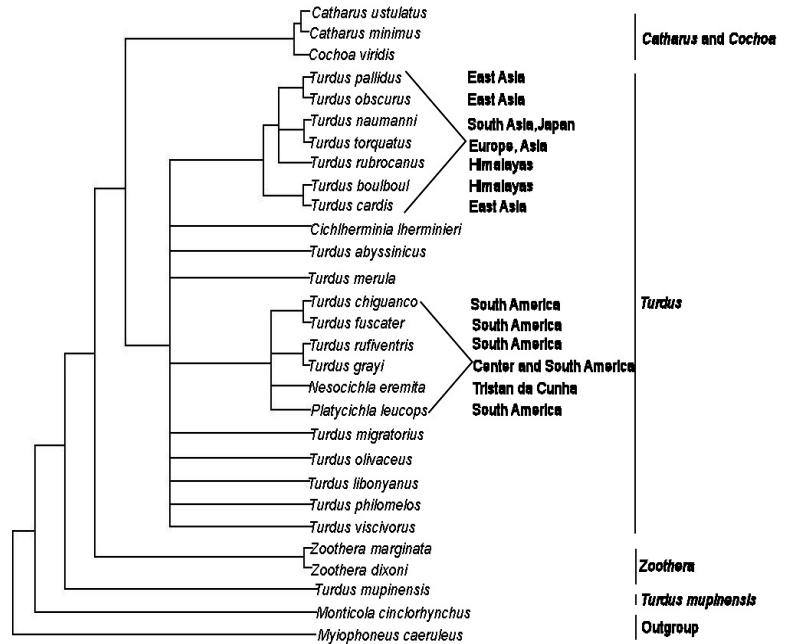 Catharus ustulatus
Catharus minimus
Catharus and Cochoa
Cochoa viridis
Turdus pallidus East Asia
Turdus obscurus East Asia
Turdus naumanni South Asia,Japan
Turdus torquatus Europe, Asia
Turdus rubrocanus Himalayas
Turdus boulboul Himalayas
Turdus cardis East Asia
Cichlherminia lherminieri
Turdus abyssinicus
Turdus merula
Turdus chiguanco South America
Turdus
Turdus fuscater South America
Turdus rufiventris South America
Turdus grayi Center and South America
Nesocichla eremita Tristan da Cunha
Platycichla leucops South America
Turdus migratorius
Turdus olivaceus
Turdus libonyanus
Turdus philomelos
Turdus viscivorus
Zoothera marginata
Zoothera
Zoothera dixoni
Turdus mupinensis
Turdus mupinensis
Monticola cinclorhynchus
Outgroup
Myiophoneus caeruleus